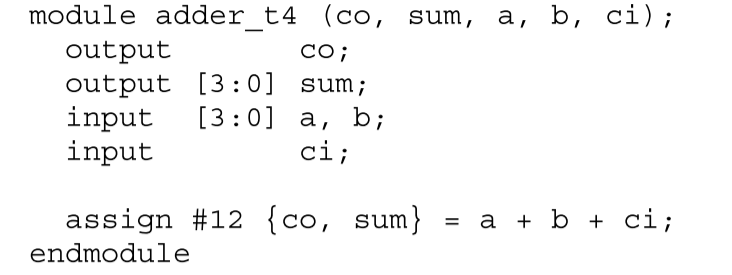 module adder_t4 (co, sum, a, b, ci);
  output        co;
  output [3:0] sum;
  input  [3:0] a, b;
  input         ci;

  assign #12 {co, sum} = a + b + ci;
endmodule